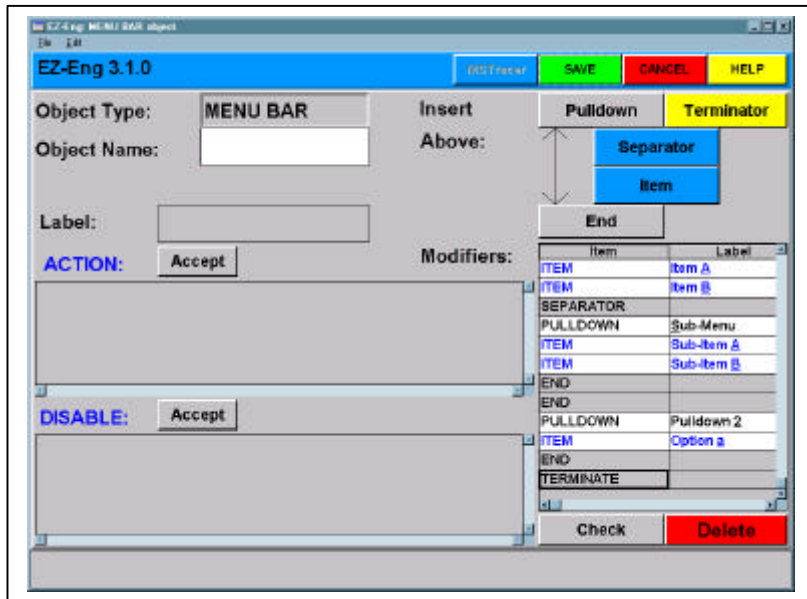 EZ-Eng: MENU BAR object
File Edit
EZ-Eng 3.1.0
SAVE
CANCEL
HELP
Object Type:
MENU BAR
Insert
Above:
Pulldown
Terminator
Object Name:
Separator
Item
Label:
End
ACTION:
Accept
Modifiers:
Item Label
ITEM Item A
ITEM Item B
SEPARATOR
PULLDOWN Sub-Menu
ITEM Sub-Item A
ITEM Sub-Item B
END
END
PULLDOWN Pulldown 2
ITEM Option a
END
TERMINATE
DISABLE:
Accept
Check
Delete